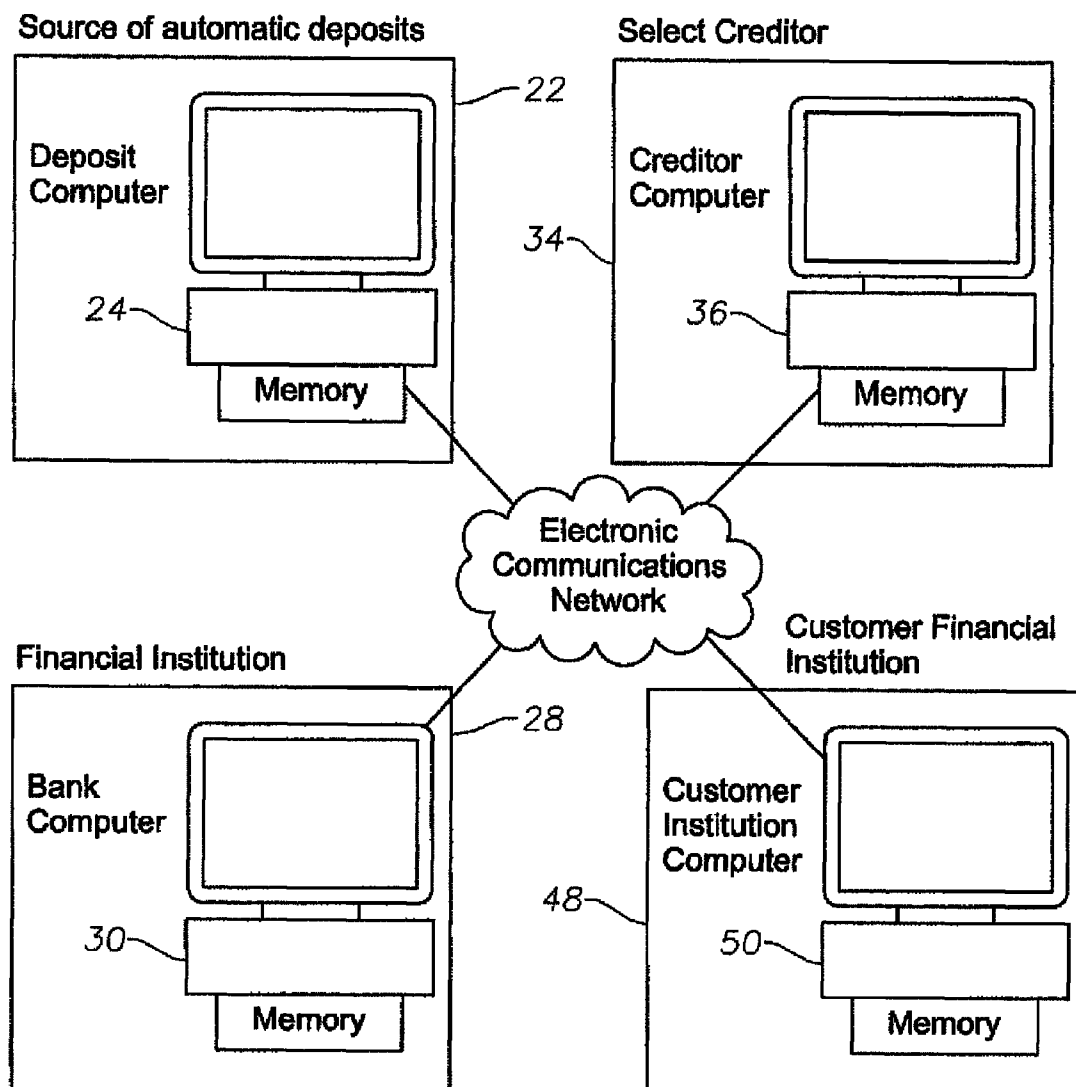 Source of automatic deposits
Select Creditor
22
Deposit
Computer
24
Memory
Creditor
Computer
34
36
Memory
Electronic
Communications
Network
Financial Institution
28
Bank
Computer
30
Memory
Customer Financial
Institution
Customer
Institution
Computer
48
50
Memory